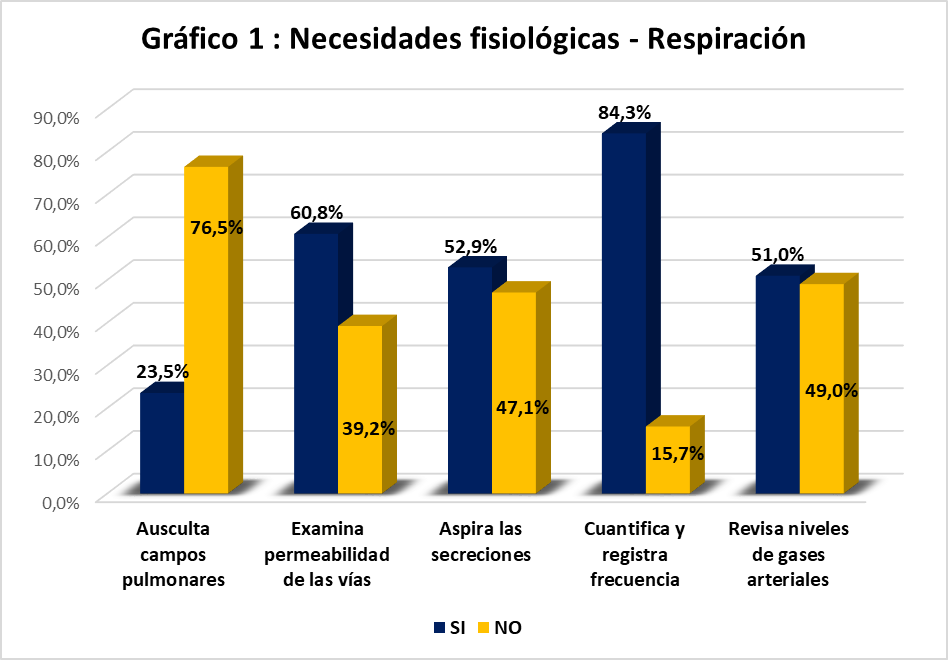 Gráfico 1 : Necesidades fisiológicas - Respiración
90,0%
80,0%
70,0%
60,0%
50,0%
40,0%
30,0%
20,0%
10,0%
0,0%
23,5%
76,5%
60,8%
39,2%
52,9%
47,1%
84,3%
15,7%
51,0%
49,0%
Ausculta
campos
pulmonares
Examina
permeabilidad
de las vías
Aspira las
secreciones
Cuantifica y
registra
frecuencia
Revisa niveles
de gases
arteriales
SI NO